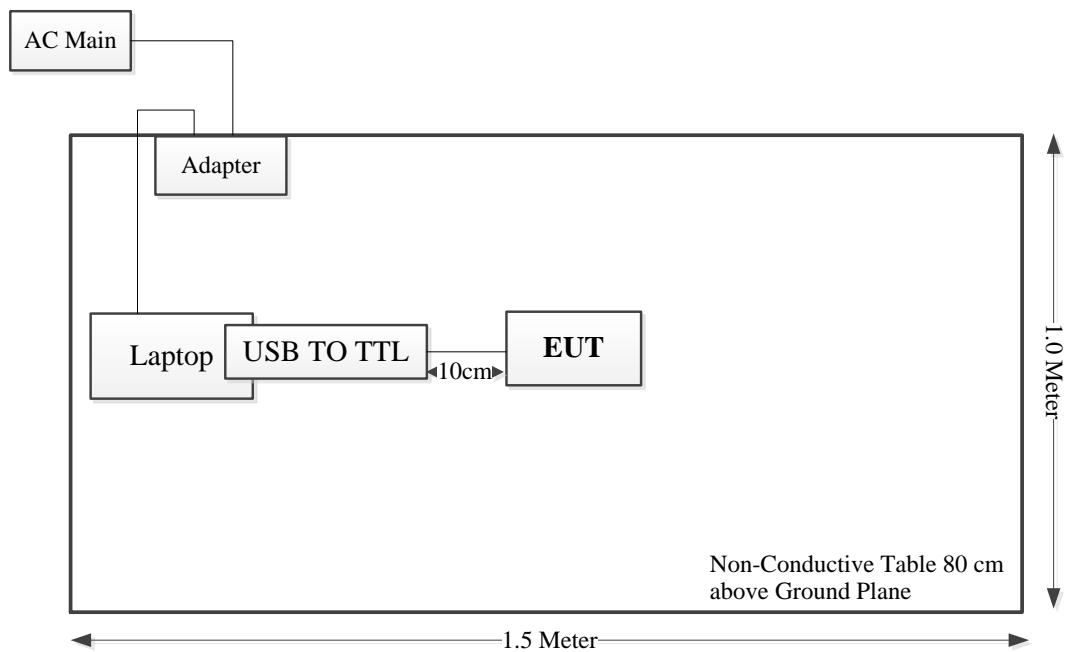 AC Main
Adapter
Laptop
USB TO TTL
10cm
EUT
1.0 Meter
Non-Conductive Table 80 cm
above Ground Plane
1.5 Meter